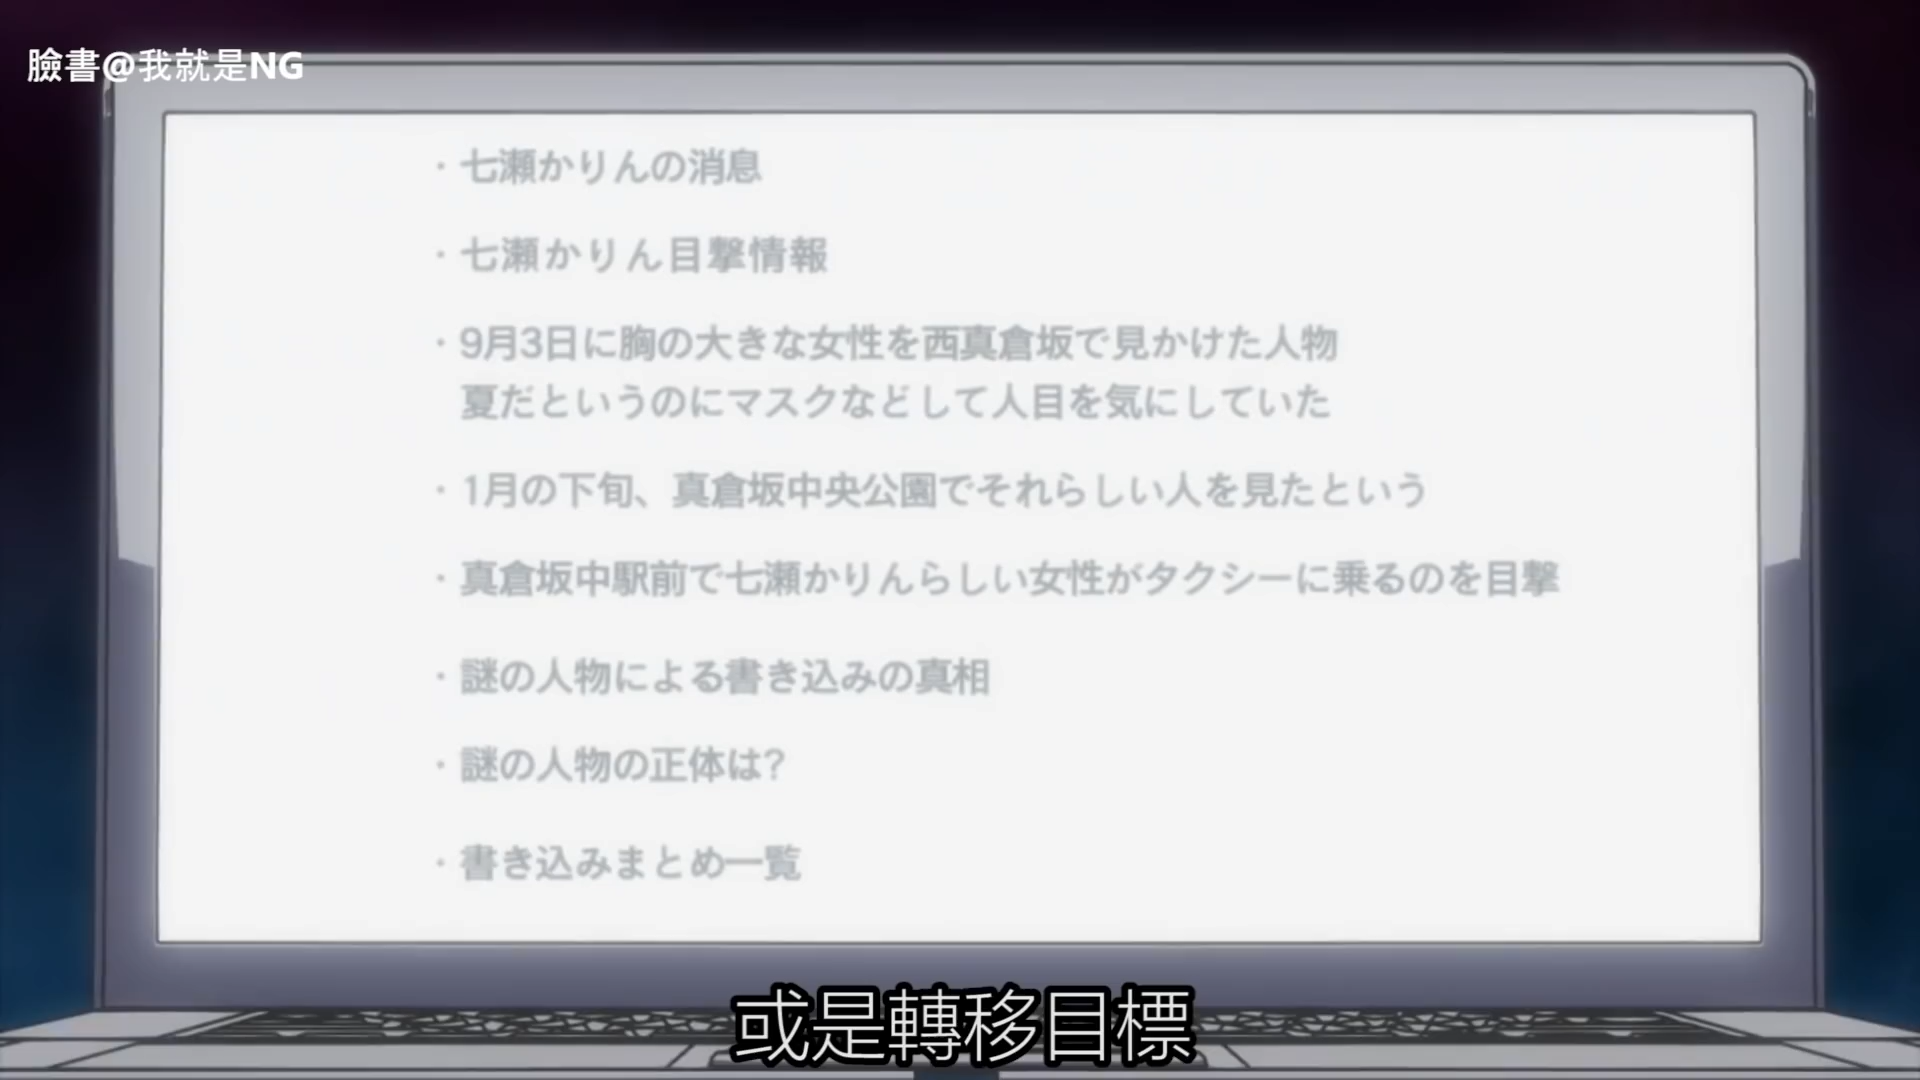 臉書@我就是NG
・七瀬かりんの消息
・七瀬かりん目撃情報
・9月3日に胸の大きな女性を西真倉坂で見かけた人物
夏だというのにマスクなどして人目を気にしていた
・1月の下旬、真倉坂中央公園でそれらしい人を見たという
・真倉坂中駅前で七瀬かりんらしい女性がタクシーに乗るのを目撃
・謎の人物による書き込みの真相
・謎の人物の正体は?
・書き込みまとめ一覧
或是轉移目標